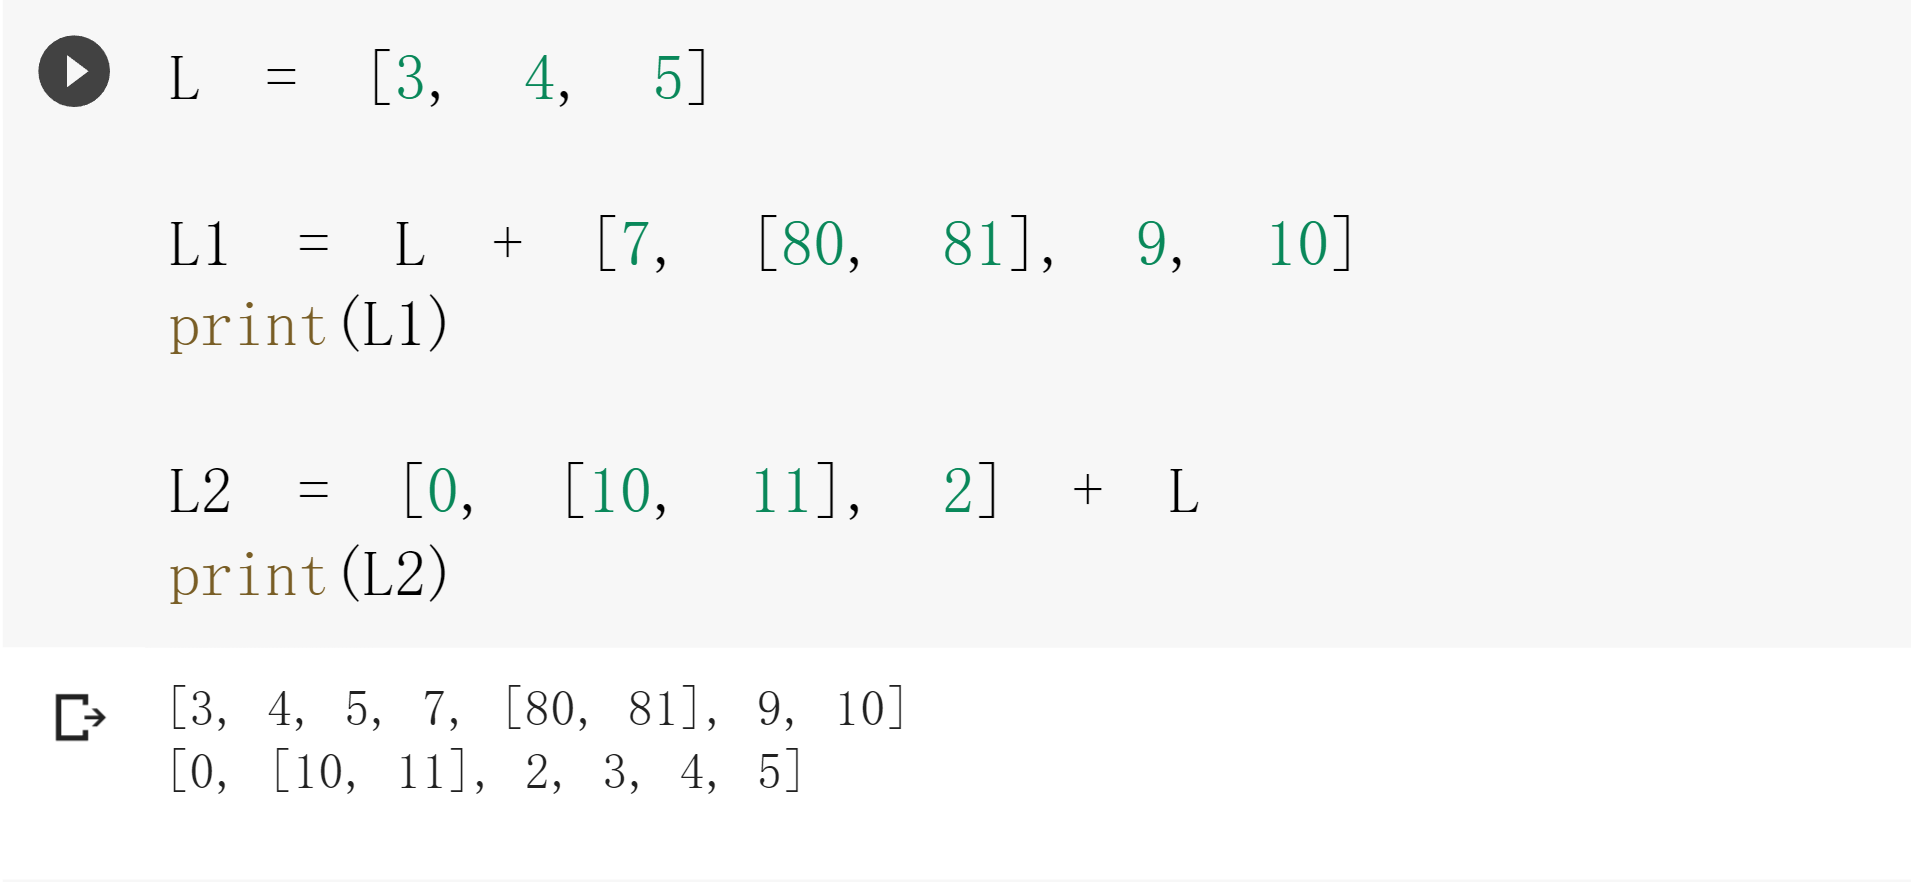 L = [3, 4, 5]
L1 = L + [7, [80, 81], 9, 10]
print(L1)
L2 = [0, [10, 11], 2] + L
print(L2)
[3, 4, 5, 7, [80, 81], 9, 10]
[0, [10, 11], 2, 3, 4, 5]